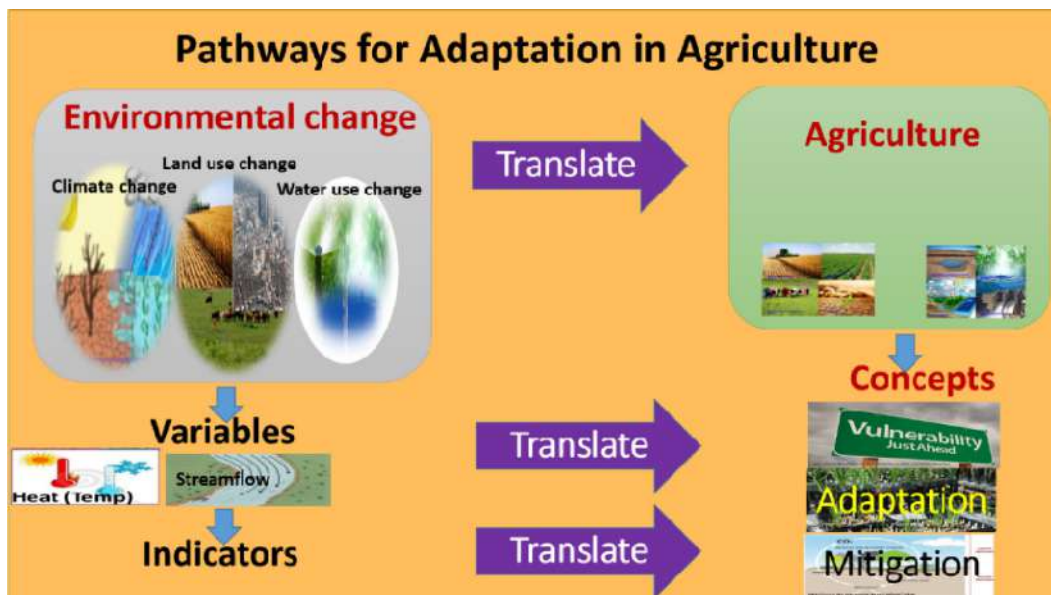 Pathways for Adaptation in Agriculture
Environmental change
Land use change
Climate change
Water use change
Translate
Agriculture
Variables
Heat (Temp)
Streamflow
Indicators
Translate
Translate
Concepts
Vulnerability
Just Ahead
Adaptation
Mitigation